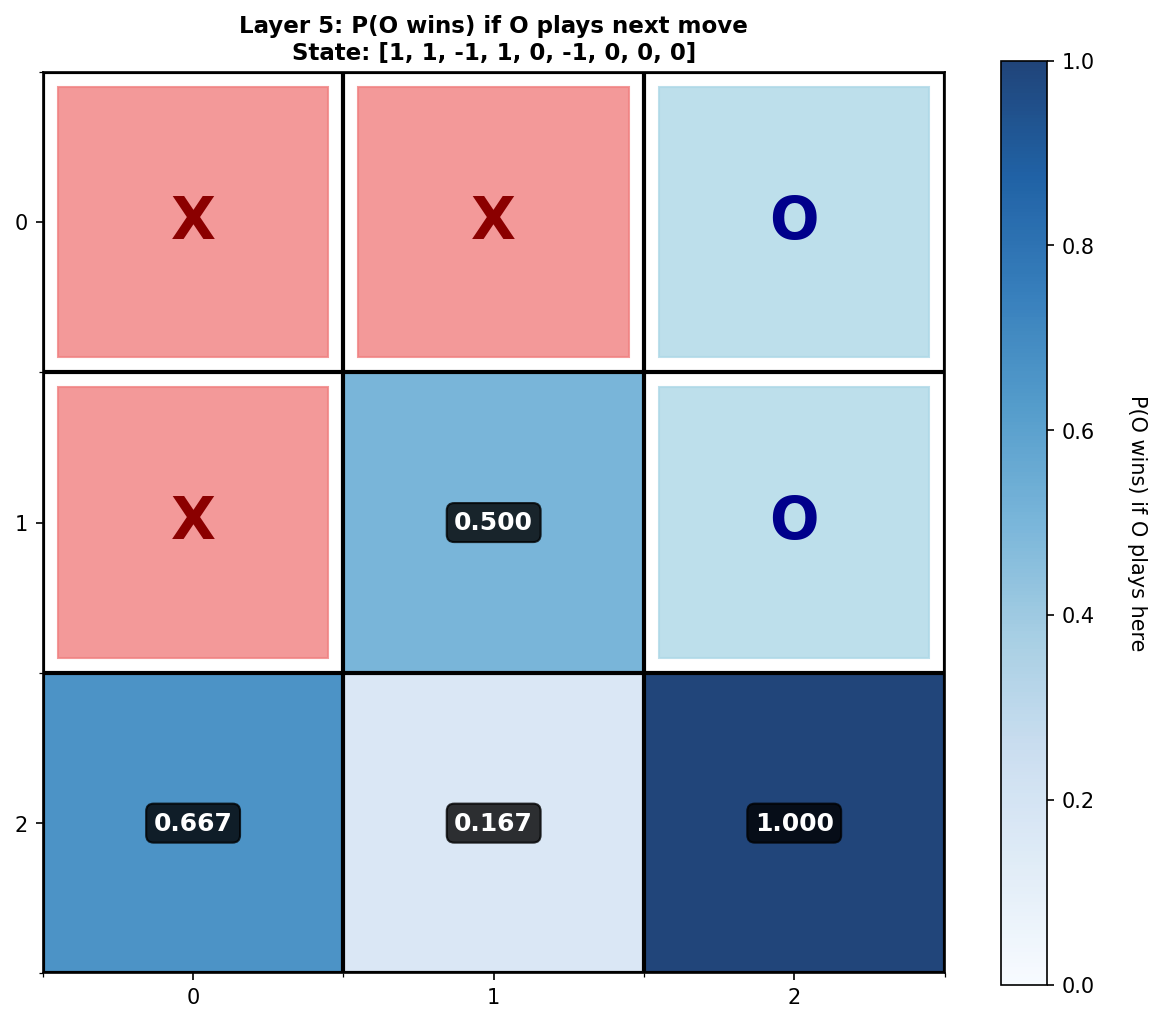 Layer 5: P(O wins) if O plays next move
State: [1, 1, -1, 1, 0, -1, 0, 0, 0]
0
X
X
O
1
X
0.500
O
2
0.667
0.167
1.000
0
1
2
1.0
0.8
0.6
0.4
0.2
0.0
P(O wins) if O plays here